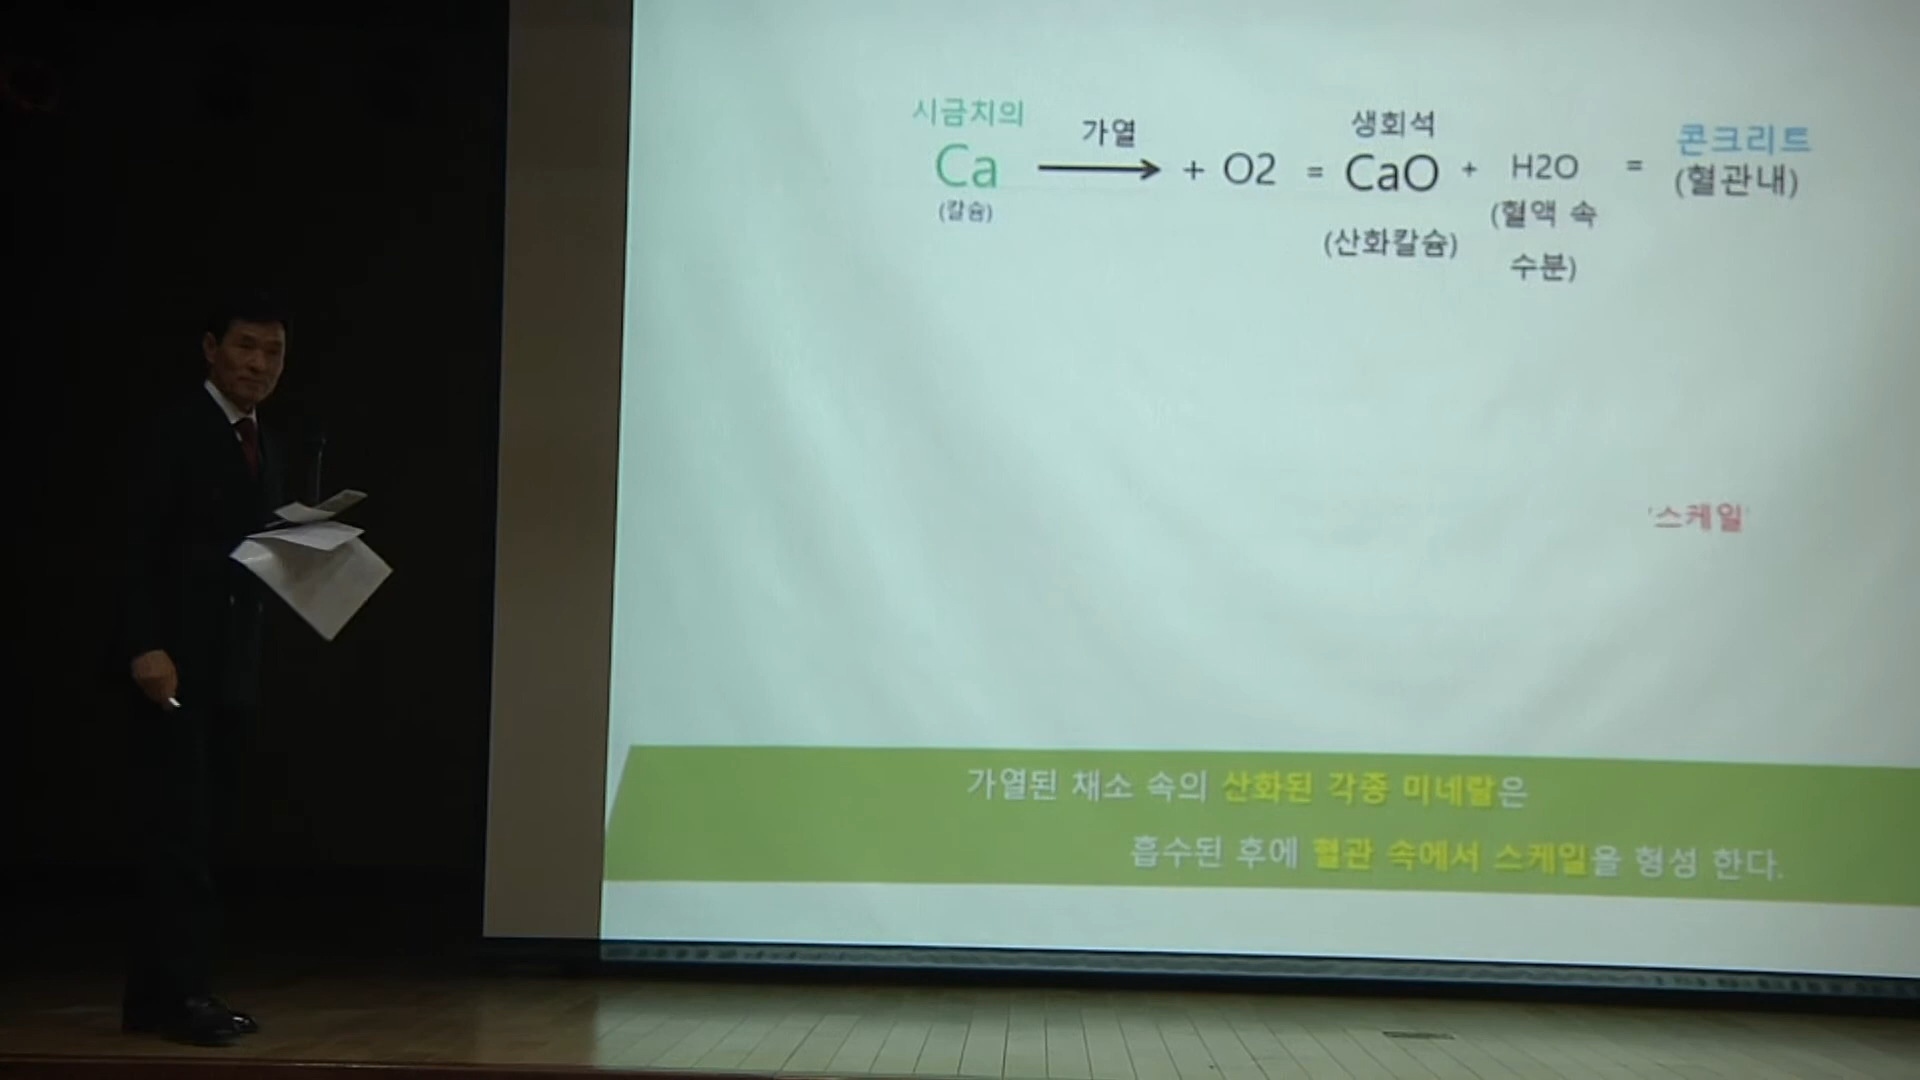 시금치의
Ca
(칼슘)
가열
+ O2 =
생회석
CaO
(산화칼슘)
+
H2O
(혈액 속
수분)
=
콘크리트
(혈관내)
'스케일'
가열된 채소 속의 산화된 각종 미네랄은
흡수된 후에 혈관 속에서 스케일을 형성 한다.